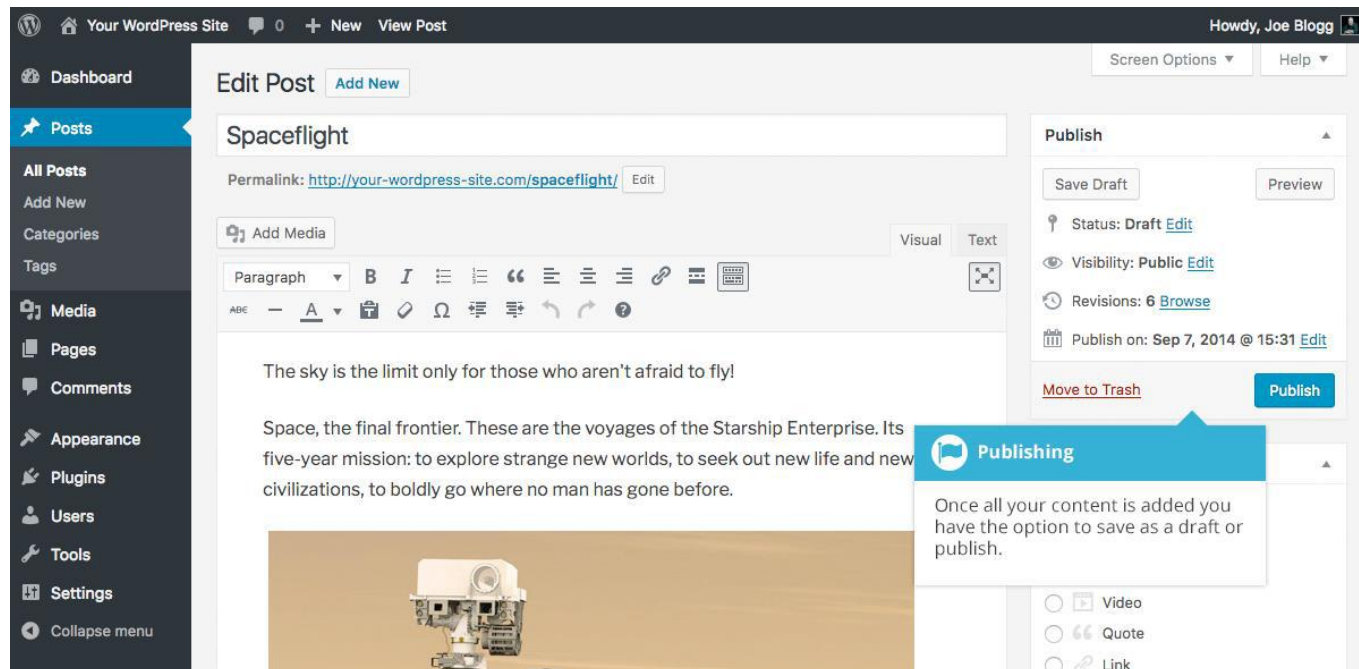 Your WordPress Site 0 + New View Post Howdy, Joe Blogg
Screen Options ▼ Help ▼
Dashboard
Posts
All Posts
Add New
Categories
Tags
Media
Pages
Comments
Appearance
Plugins
Users
Tools
Settings
Collapse menu
Edit Post Add New
Spaceflight
Permalink: http://your-wordpress-site.com/spaceflight/ Edit
Add Media
Visual Text
Paragraph ▼ B I
ABC A Ω
The sky is the limit only for those who aren't afraid to fly!
Space, the final frontier. These are the voyages of the Starship Enterprise. Its
five-year mission: to explore strange new worlds, to seek out new life and new
civilizations, to boldly go where no man has gone before.
Publish
Save Draft Preview
Status: Draft Edit
Visibility: Public Edit
Revisions: 6 Browse
Publish on: Sep 7, 2014 @ 15:31 Edit
Move to Trash Publish
Publishing
Once all your content is added you
have the option to save as a draft or
publish.
Video
Quote
Link